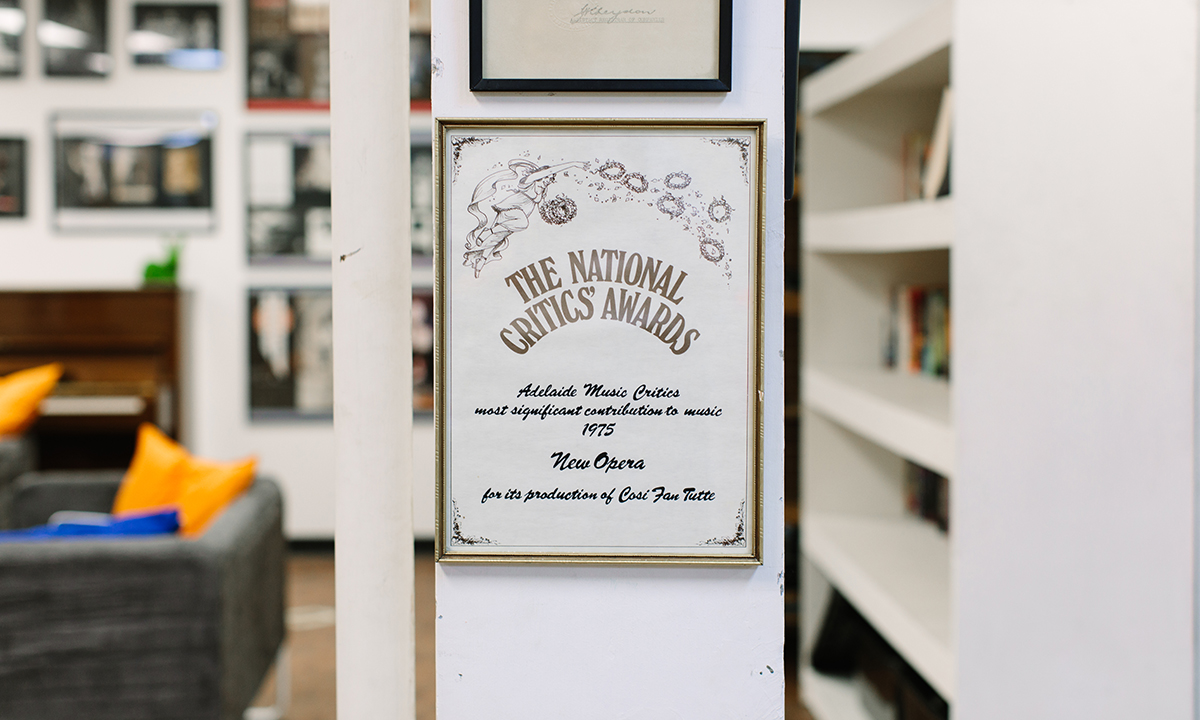 THE NATIONAL
CRITICS' AWARDS
Adelaide Music Critics
most significant contribution to music
1975
New Opera
for its production of Cosi Fan Tutte